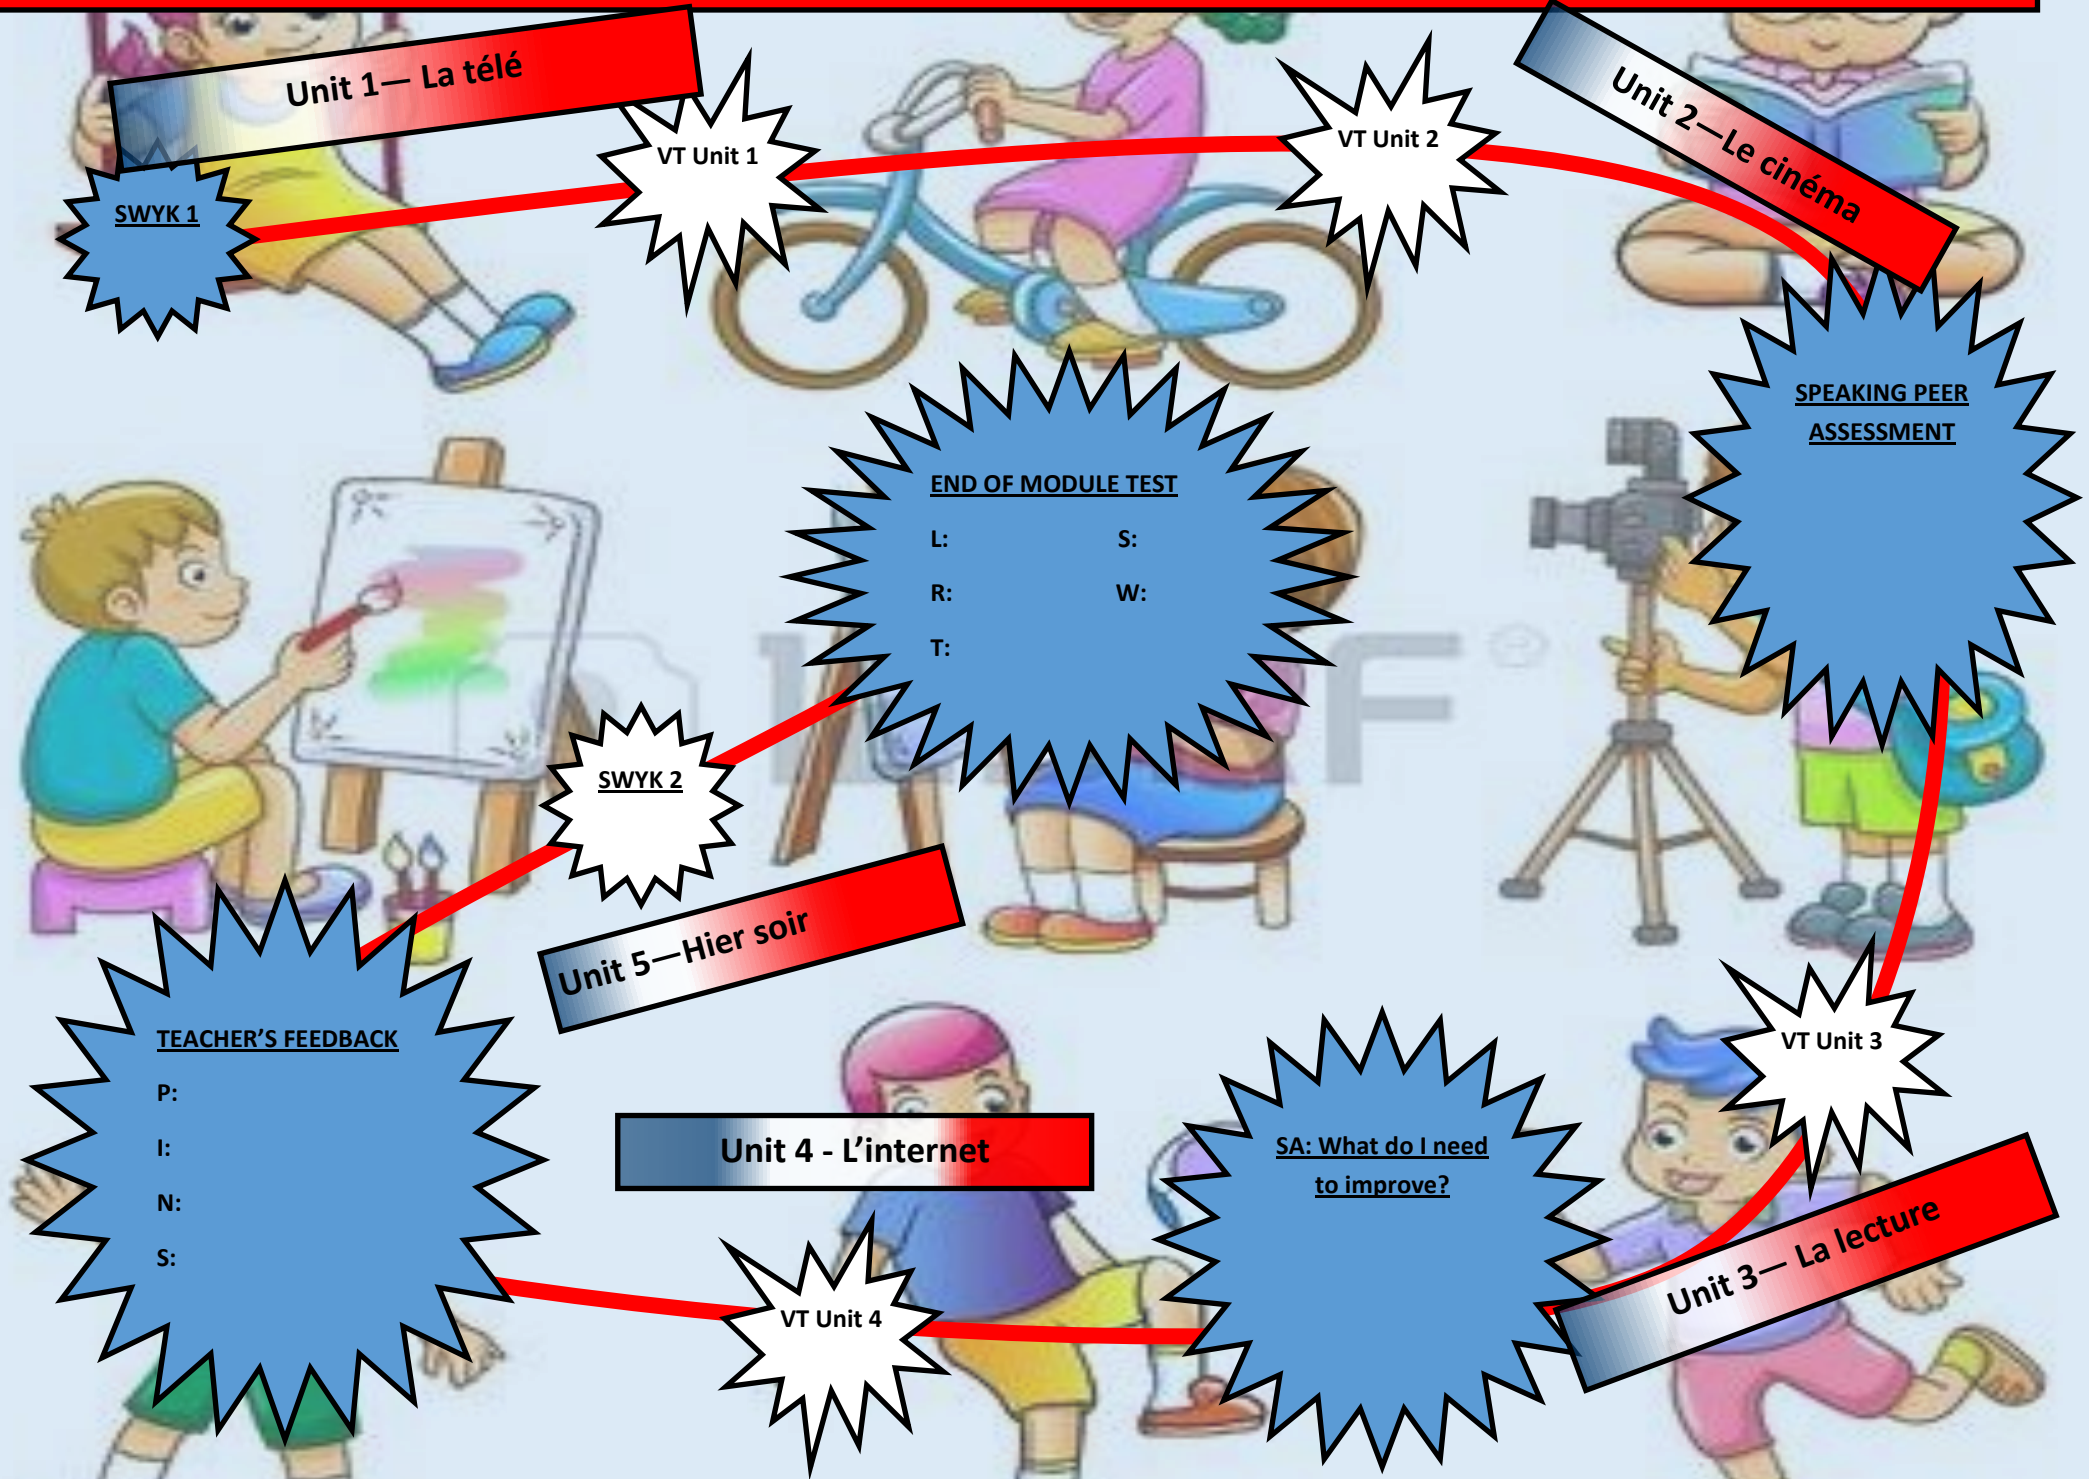 Unit 1— La télé
SWYK 1
VT Unit 1
VT Unit 2
Unit 2—Le cinéma
SPEAKING PEER
ASSESSMENT
VT Unit 3
Unit 3— La lecture
SA: What do I need
to improve?
Unit 4 - L’internet
VT Unit 4
TEACHER’S FEEDBACK
P:
I:
N:
S:
Unit 5—Hier soir
SWYK 2
END OF MODULE TEST
L: S:
R: W:
T: